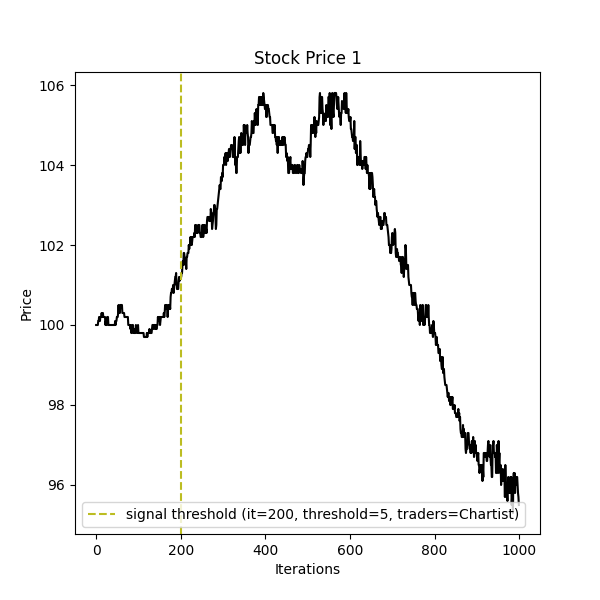 Stock Price 1
106
104
102
100
98
96
Price
signal threshold (it=200, threshold=5, traders=Chartist)
0 200 400 600 800 1000
Iterations